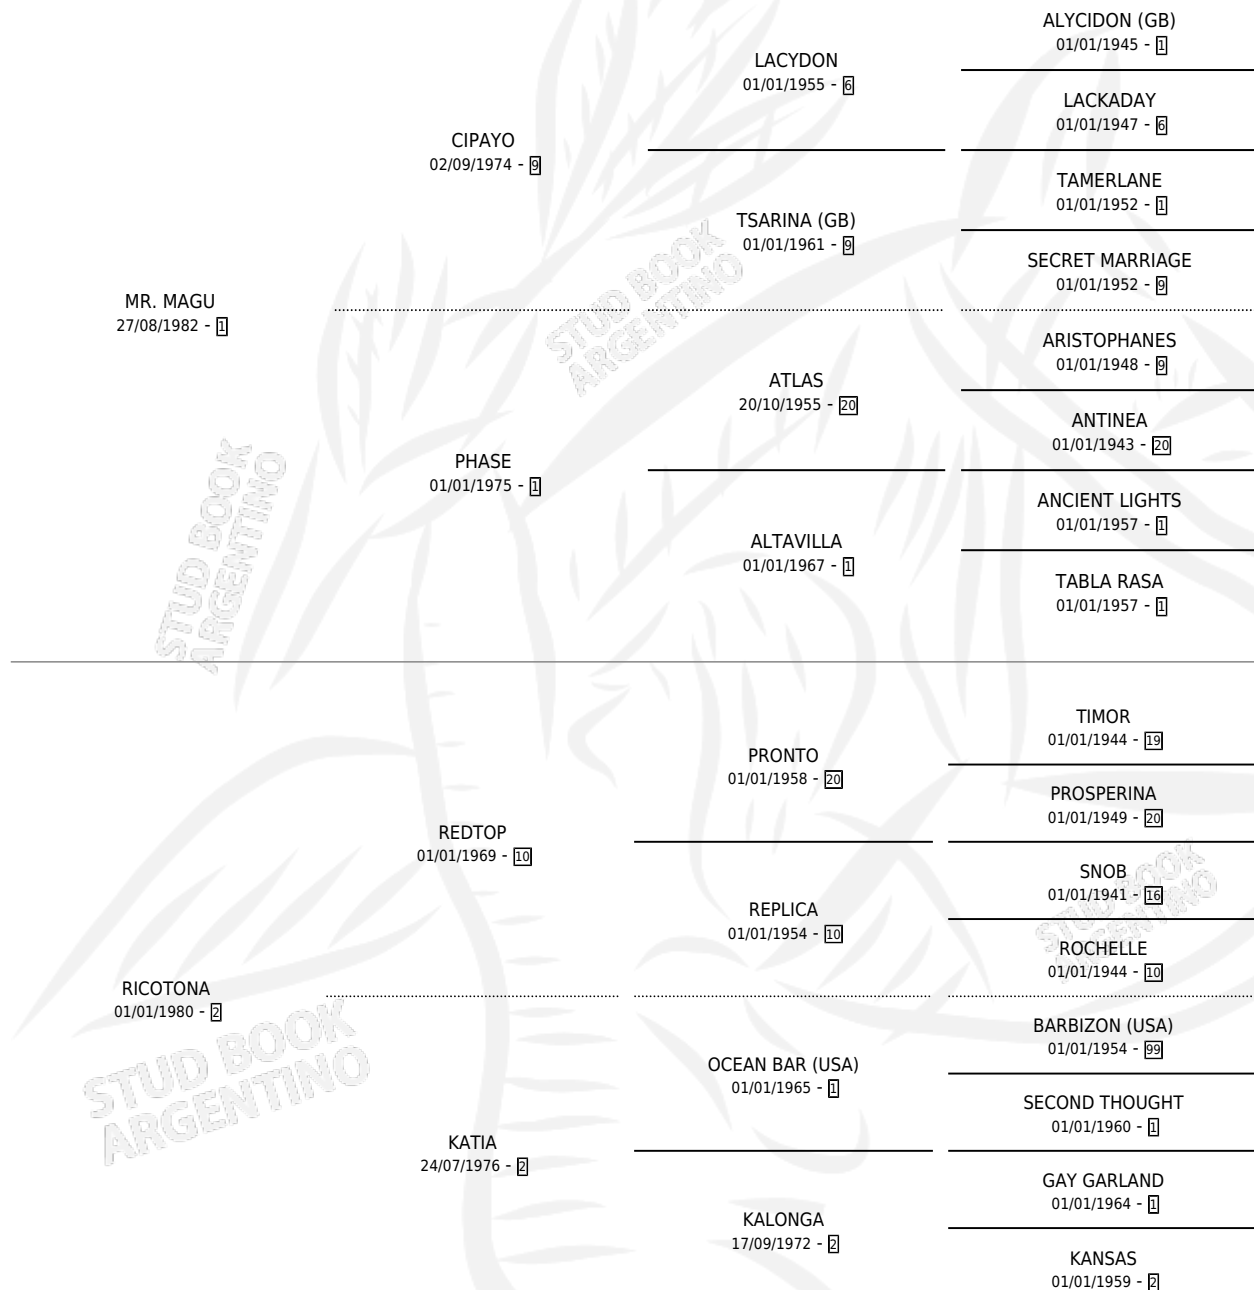 ALYCIDON (GB)
01/01/1945 - 1
LACYDON
01/01/1955 - 6
LACKADAY
01/01/1947 - 6
CIPAYO
02/09/1974 - 9
TAMERLANE
01/01/1952 - 1
TSARINA (GB)
01/01/1961 - 9
SECRET MARRIAGE
01/01/1952 - 9
MR. MAGU
27/08/1982 - 1
ARISTOPHANES
01/01/1948 - 9
ATLAS
20/10/1955 - 20
ANTINEA
01/01/1943 - 20
PHASE
01/01/1975 - 1
ANCIENT LIGHTS
01/01/1957 - 1
ALTAVILLA
01/01/1967 - 1
TABLA RASA
01/01/1957 - 1
TIMOR
01/01/1944 - 19
PRONTO
01/01/1958 - 20
PROSPERINA
01/01/1949 - 20
REDTOP
01/01/1969 - 10
SNOB
01/01/1941 - 16
REPLICA
01/01/1954 - 10
ROCHELLE
01/01/1944 - 10
RICOTONA
01/01/1980 - 2
BARBIZON (USA)
01/01/1954 - 99
OCEAN BAR (USA)
01/01/1965 - 1
SECOND THOUGHT
01/01/1960 - 1
KATIA
24/07/1976 - 2
GAY GARLAND
01/01/1964 - 1
KALONGA
17/09/1972 - 2
KANSAS
01/01/1959 - 2
STUD BOOK
ARGENTINO
STUD BOOK
ARGENTINO
STUD BOOK
ARGENTINO
STUD BOOK
ARGENTINO